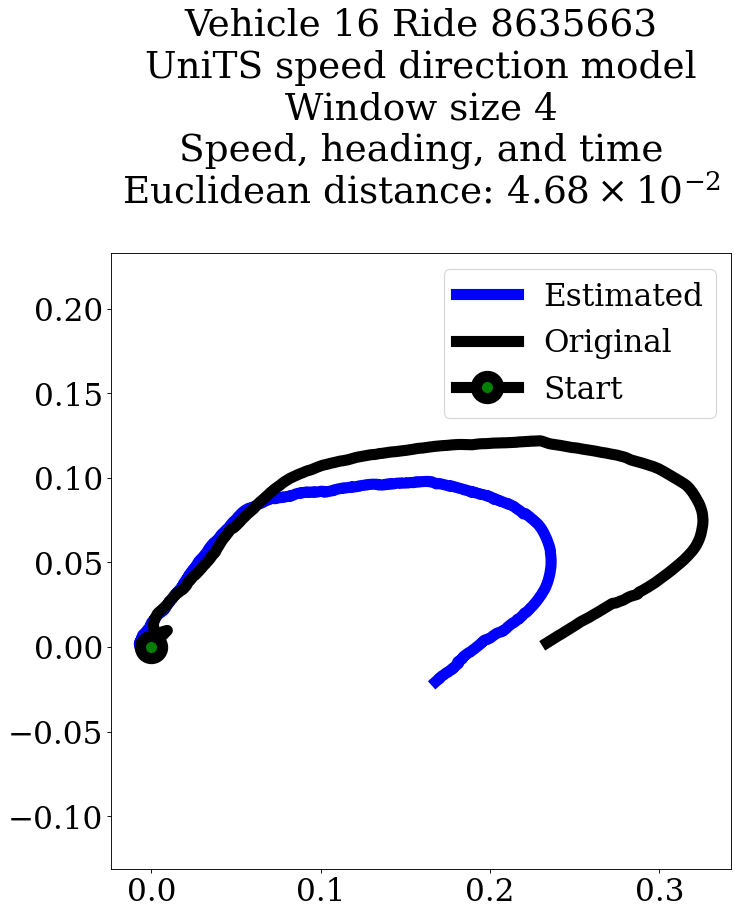 Vehicle 16 Ride 8635663
UniTS speed direction model
Window size 4
Speed, heading, and time
Euclidean distance: 4.68 × 10⁻²
Estimated
Original
Start
0.20
0.15
0.10
0.05
0.00
−0.05
−0.10
0.0 0.1 0.2 0.3